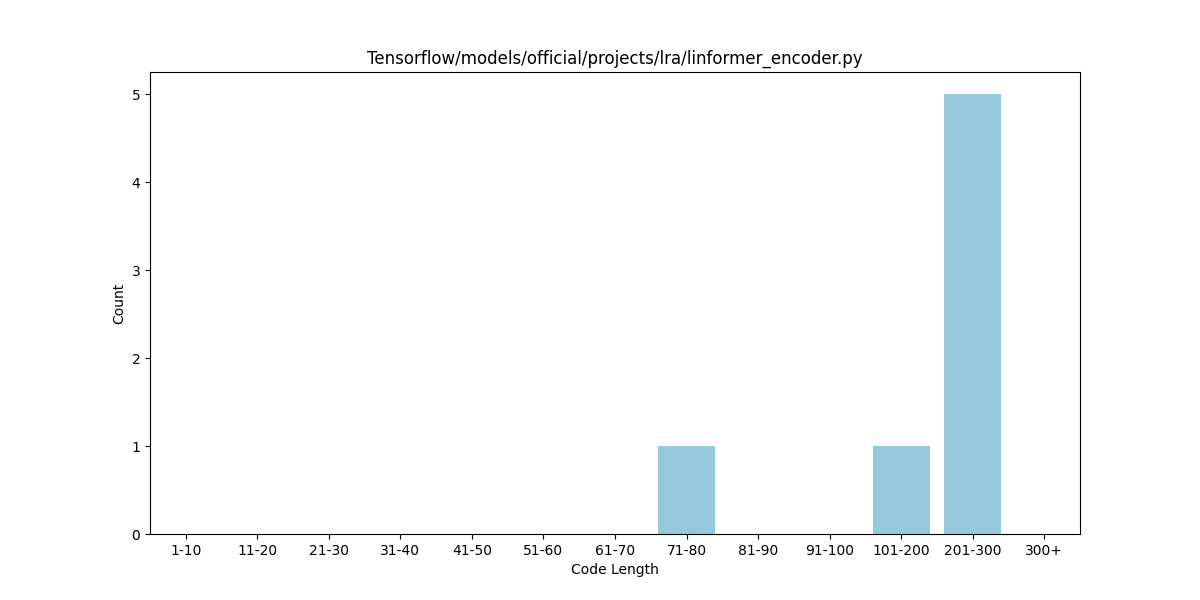 Tensorflow/models/official/projects/lra/linformer_encoder.py
5
4
3
2
1
0
Count
1-10 11-20 21-30 31-40 41-50 51-60 61-70 71-80 81-90 91-100 101-200 201-300 300+
Code Length